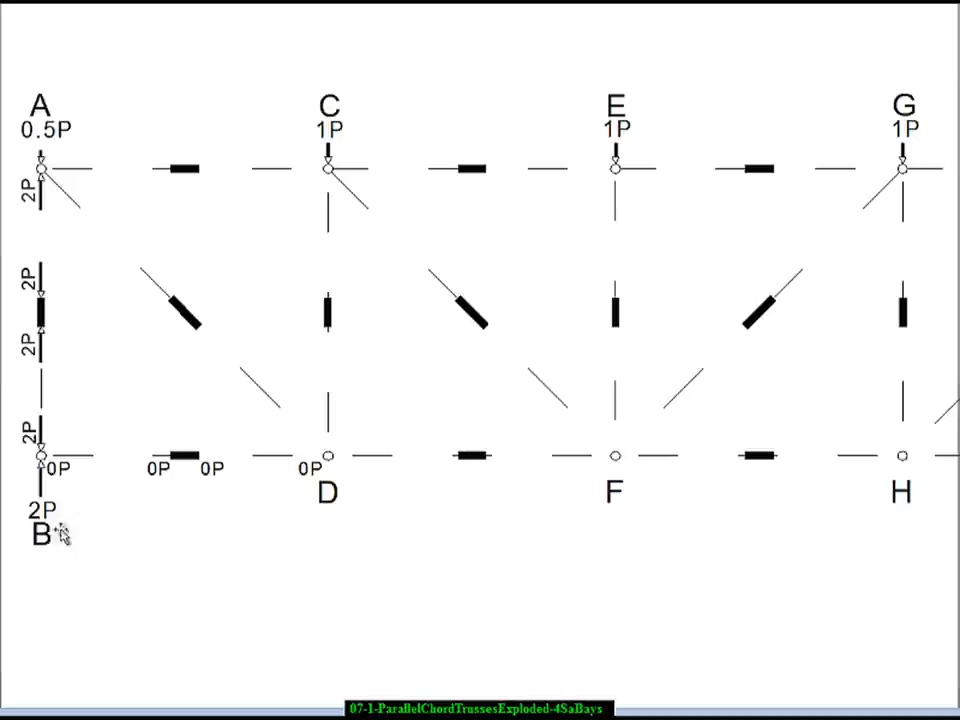 A C E G
0.5P 1P 1P 1P
2P
2P
2P
2P
0P 0P 0P 0P
2P D F H
B
07-1-ParallelChordTrussesExploded-4SaBays